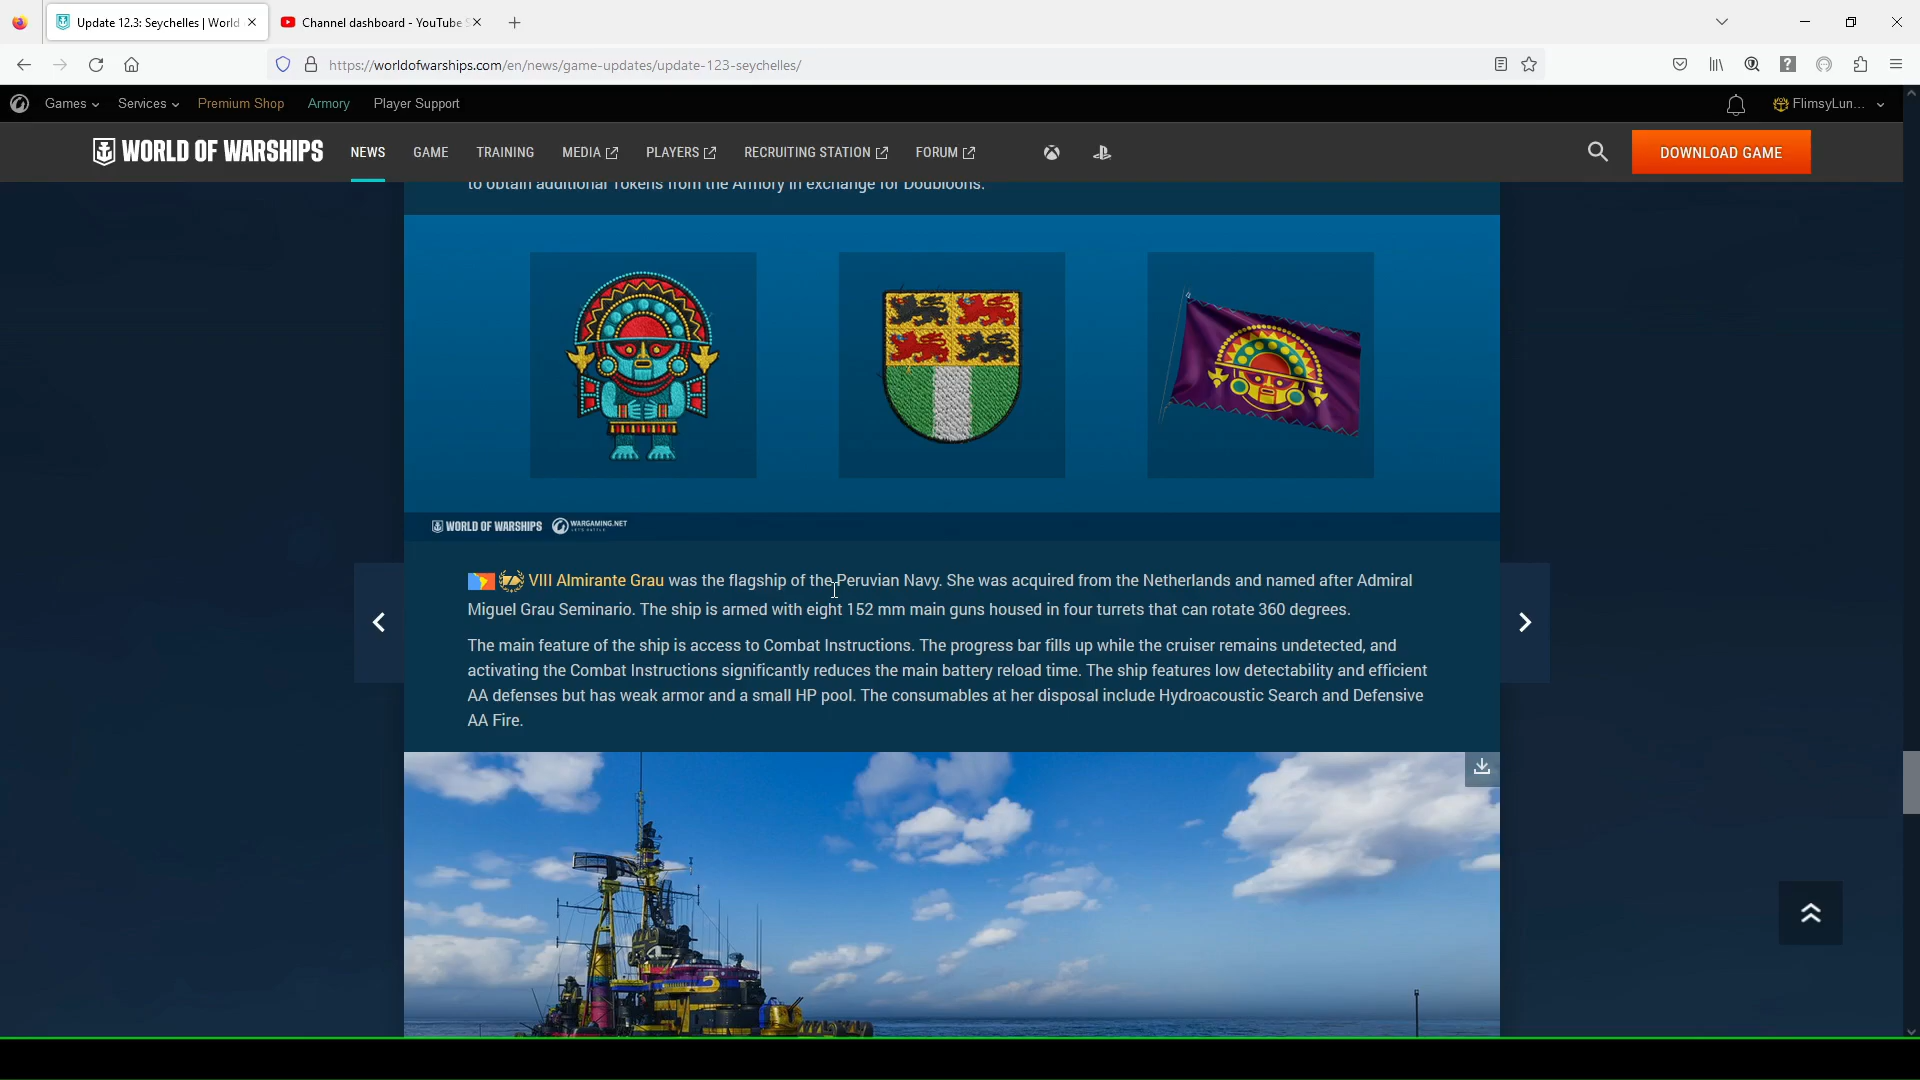 Update 12.3: Seychelles | World
Channel dashboard - YouTube S
https://worldofwarships.com/en/news/game-updates/update-123-seychelles/
Games
Services
Premium Shop
Armory
Player Support
FlimsyLun...
WORLD OF WARSHIPS
NEWS
GAME
TRAINING
MEDIA
PLAYERS
RECRUITING STATION
FORUM
DOWNLOAD GAME
to obtain additional Tokens from the Armory in exchange for Doubloons.
WORLD OF WARSHIPS
WARGAMING.NET
LET'S BATTLE
VIII Almirante Grau was the flagship of the Peruvian Navy. She was acquired from the Netherlands and named after Admiral
Miguel Grau Seminario. The ship is armed with eight 152 mm main guns housed in four turrets that can rotate 360 degrees.
The main feature of the ship is access to Combat Instructions. The progress bar fills up while the cruiser remains undetected, and
activating the Combat Instructions significantly reduces the main battery reload time. The ship features low detectability and efficient
AA defenses but has weak armor and a small HP pool. The consumables at her disposal include Hydroacoustic Search and Defensive
AA Fire.